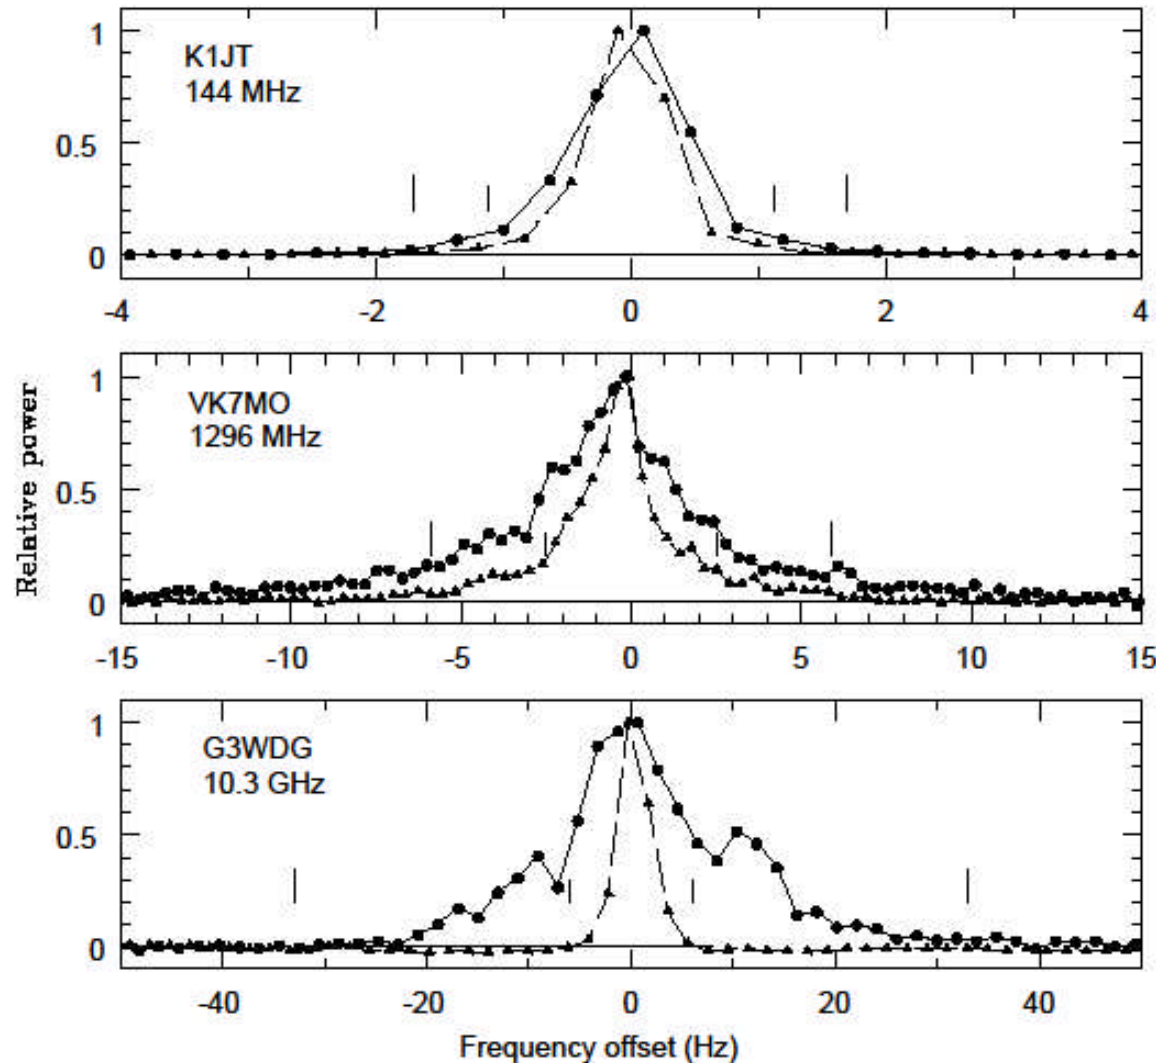 K1JT
144 MHz
1
0.5
0
-4 -2 0 2 4
VK7MO
1296 MHz
1
0.5
0
-15 -10 -5 0 5 10 15
Relative power
G3WDG
10.3 GHz
1
0.5
0
-40 -20 0 20 40
Frequency offset (Hz)